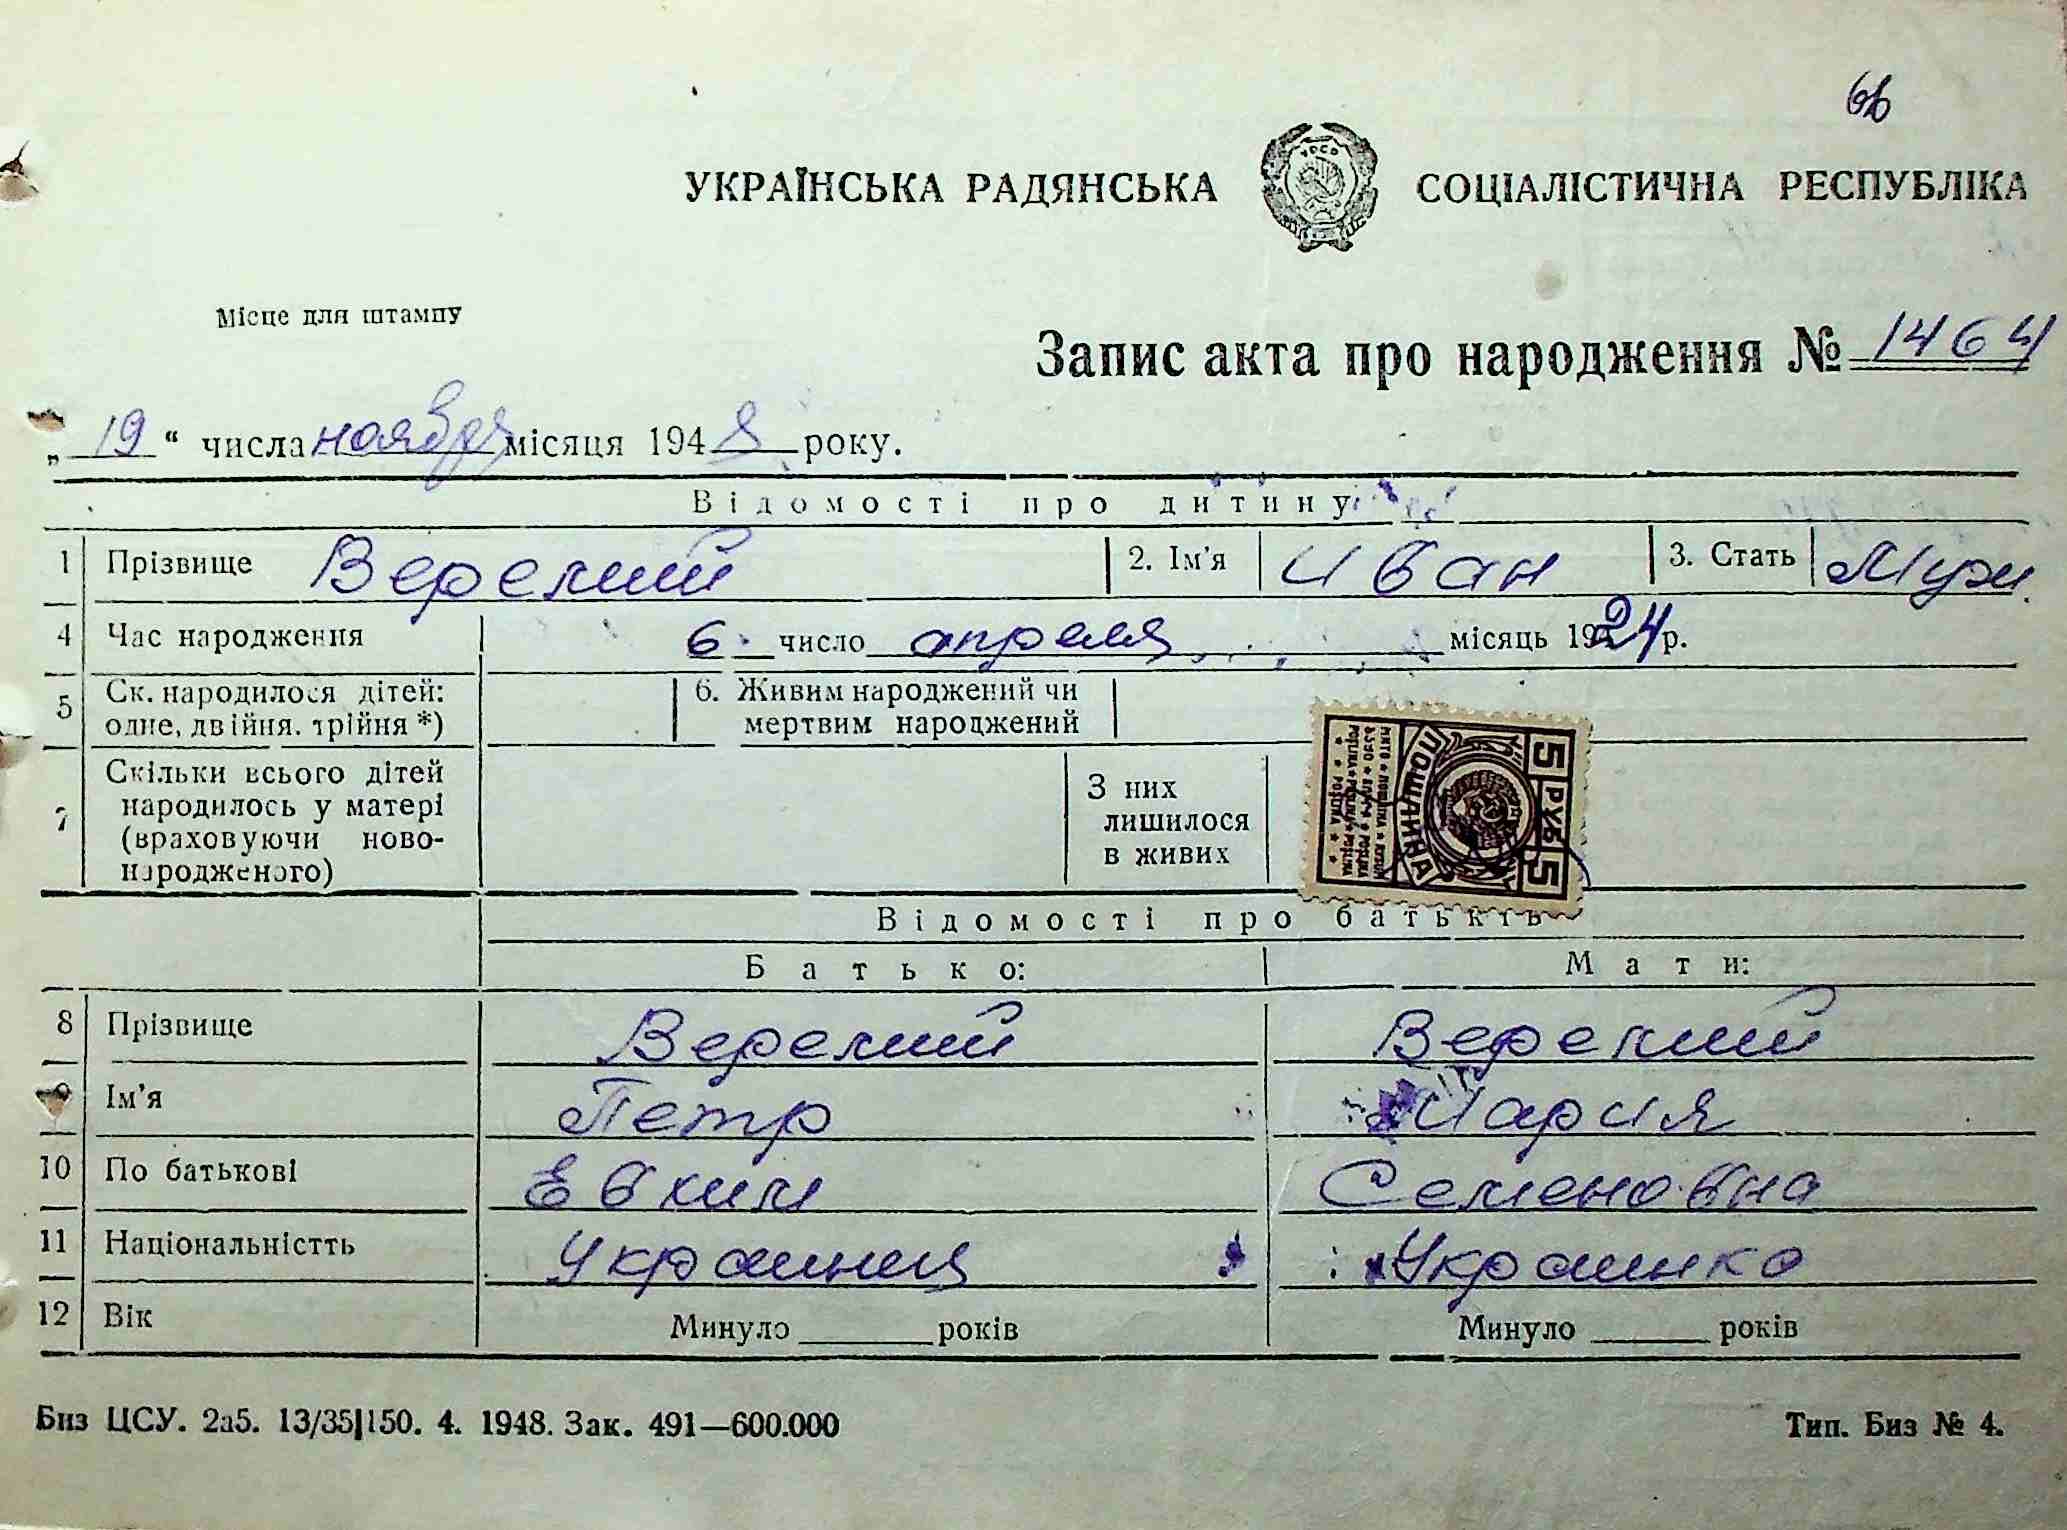 66
УКРАЇНСЬКА РАДЯНСЬКА СОЦІАЛІСТИЧНА РЕСПУБЛІКА
УРСР
Місце для штампу
Запис акта про народження № 1464
„19“ числа ноября місяця 1948 року.
Відомості про дитину
1 Прізвище Верекий 2. Ім'я Иван 3. Стать Муж.
4 Час народження 6 число апреля місяць 1924 р.
5 Ск. народилося дітей: одне, двійня, трійня *) 6. Живим народжений чи мертвим народжений
7 Скільки всього дітей народилось у матері (враховуючи новонародженого) З них лишилося в живих
5 РУБ 5
ПОШЛИНА
Відомості про батьків
Батько: Мати:
8 Прізвище Верекий Верекий
9 Ім'я Петр Мария
10 По батькові Евким Семеновна
11 Національністть Украинец Украинка
12 Вік Минуло років Минуло років
Биз ЦСУ. 2а5. 13/35|150. 4. 1948. Зак. 491—600.000 Тип. Биз № 4.